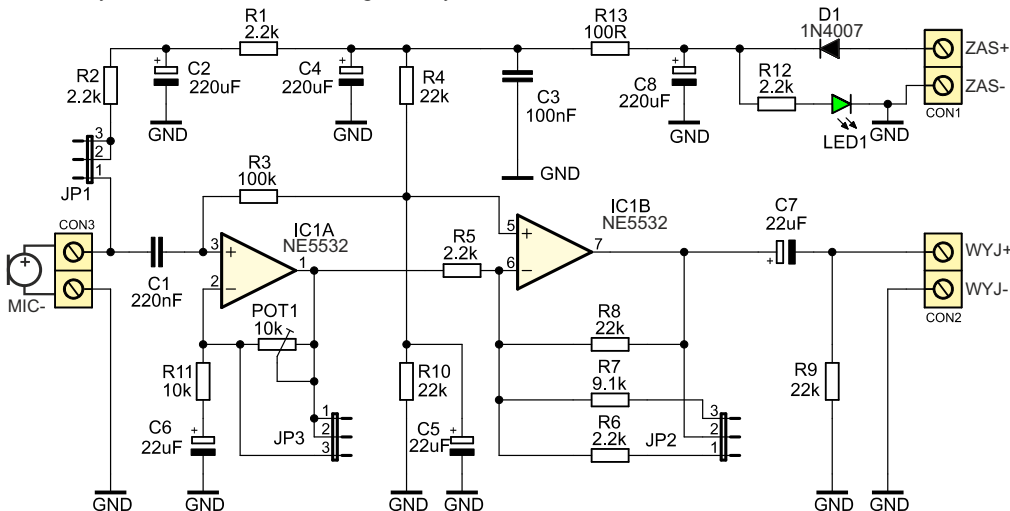 R1
2.2k
R13
100R
D1
1N4007
ZAS+
ZAS-
CON1
R2
2.2k
C2
220uF
GND
C4
220uF
GND
R4
22k
C3
100nF
GND
C8
220uF
GND
R12
2.2k
LED1
GND
3
2
1
JP1
R3
100k
CON3
MIC-
C1
220nF
IC1A
NE5532
3
+
2
−
1
R5
2.2k
IC1B
NE5532
5
+
6
−
7
C7
22uF
WYJ+
WYJ-
CON2
POT1
10k
R11
10k
C6
22uF
1
2
3
JP3
R10
22k
C5
22uF
R8
22k
R7
9.1k
R6
2.2k
3
2
1
JP2
R9
22k
GND
GND
GND
GND
GND
GND